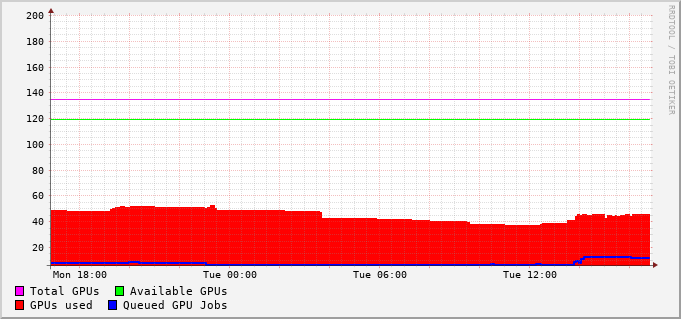 200
180
160
140
120
100
80
60
40
20
Mon 18:00 Tue 00:00 Tue 06:00 Tue 12:00
Total GPUs Available GPUs
GPUs used Queued GPU Jobs
RRDTOOL / TOBI OETIKER